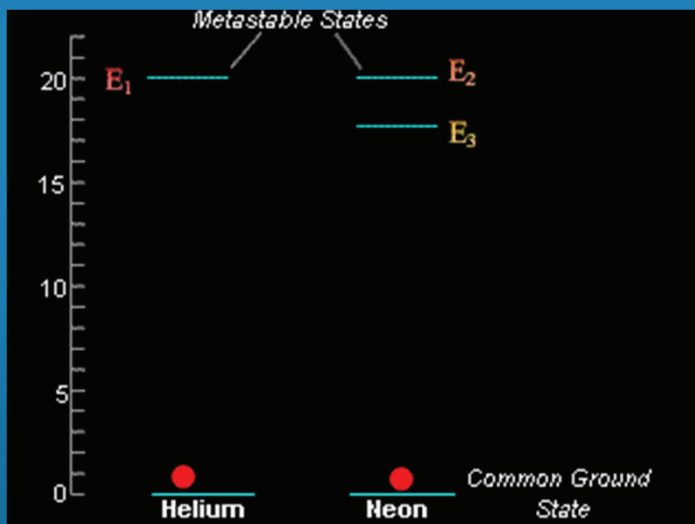 Metastable States
20
E₁
E₂
E₃
15
10
5
0
Common Ground
State
Helium
Neon